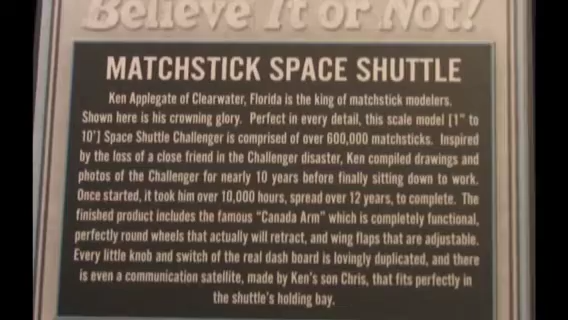 Believe It or Not!
MATCHSTICK SPACE SHUTTLE
Ken Applegate of Clearwater, Florida is the king of matchstick modelers.
Shown here is his crowning glory. Perfect in every detail, this scale model [1" to
10'] Space Shuttle Challenger is comprised of over 600,000 matchsticks. Inspired
by the loss of a close friend in the Challenger disaster, Ken compiled drawings and
photos of the Challenger for nearly 10 years before finally sitting down to work.
Once started, it took him over 10,000 hours, spread over 12 years, to complete. The
finished product includes the famous "Canada Arm" which is completely functional,
perfectly round wheels that actually will retract, and wing flaps that are adjustable.
Every little knob and switch of the real dash board is lovingly duplicated, and there
is even a communication satellite, made by Ken's son Chris, that fits perfectly in
the shuttle's holding bay.